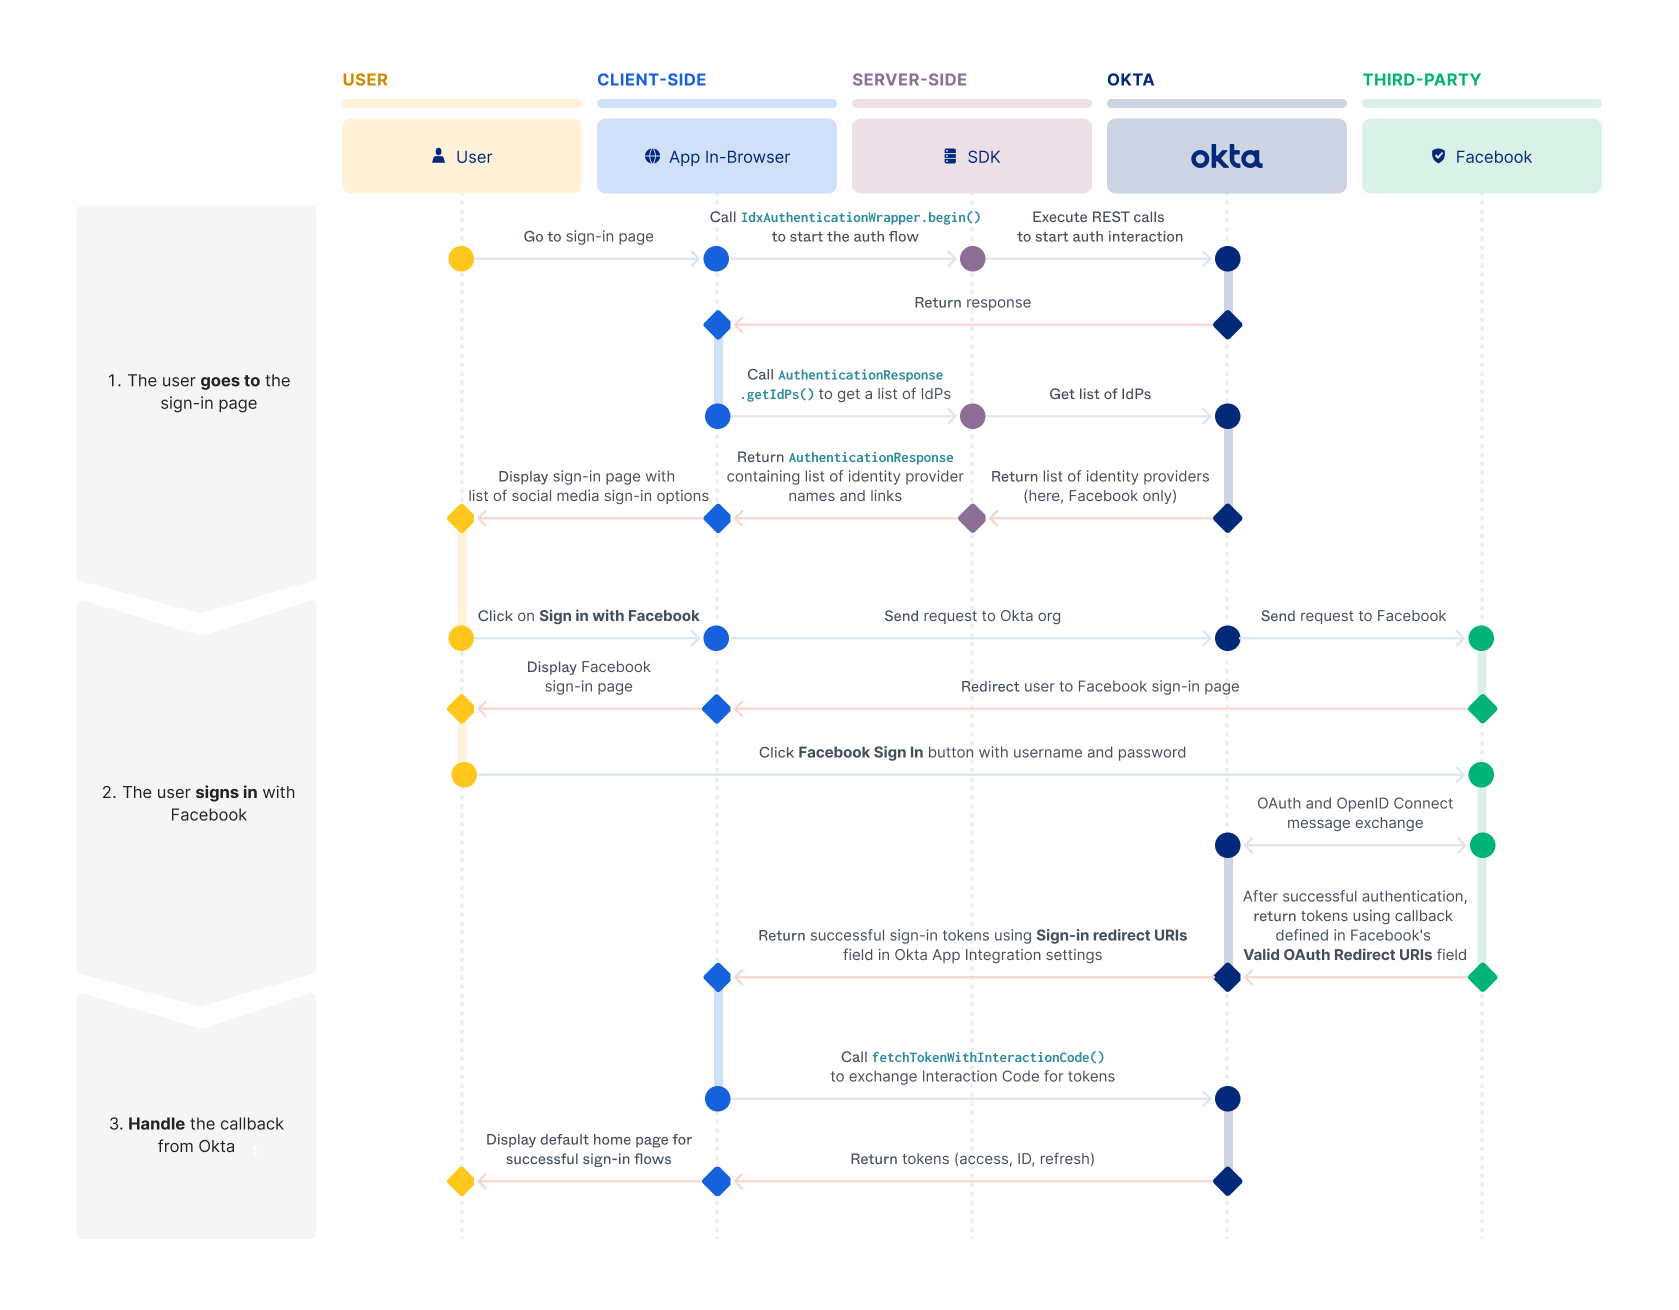 USER
CLIENT-SIDE
SERVER-SIDE
OKTA
THIRD-PARTY
User
App In-Browser
SDK
okta
Facebook
1. The user goes to the
sign-in page
Go to sign-in page
Call IdxAuthenticationWrapper.begin()
to start the auth flow
Execute REST calls
to start auth interaction
Return response
Call AuthenticationResponse
.getIdPs() to get a list of IdPs
Get list of IdPs
Display sign-in page with
list of social media sign-in options
Return AuthenticationResponse
containing list of identity provider
names and links
Return list of identity providers
(here, Facebook only)
2. The user signs in with
Facebook
Click on Sign in with Facebook
Send request to Okta org
Send request to Facebook
Display Facebook
sign-in page
Redirect user to Facebook sign-in page
Click Facebook Sign In button with username and password
OAuth and OpenID Connect
message exchange
After successful authentication,
return tokens using callback
defined in Facebook's
Valid OAuth Redirect URIs field
Return successful sign-in tokens using Sign-in redirect URIs
field in Okta App Integration settings
3. Handle the callback
from Okta
Call fetchTokenWithInteractionCode()
to exchange Interaction Code for tokens
Display default home page for
successful sign-in flows
Return tokens (access, ID, refresh)